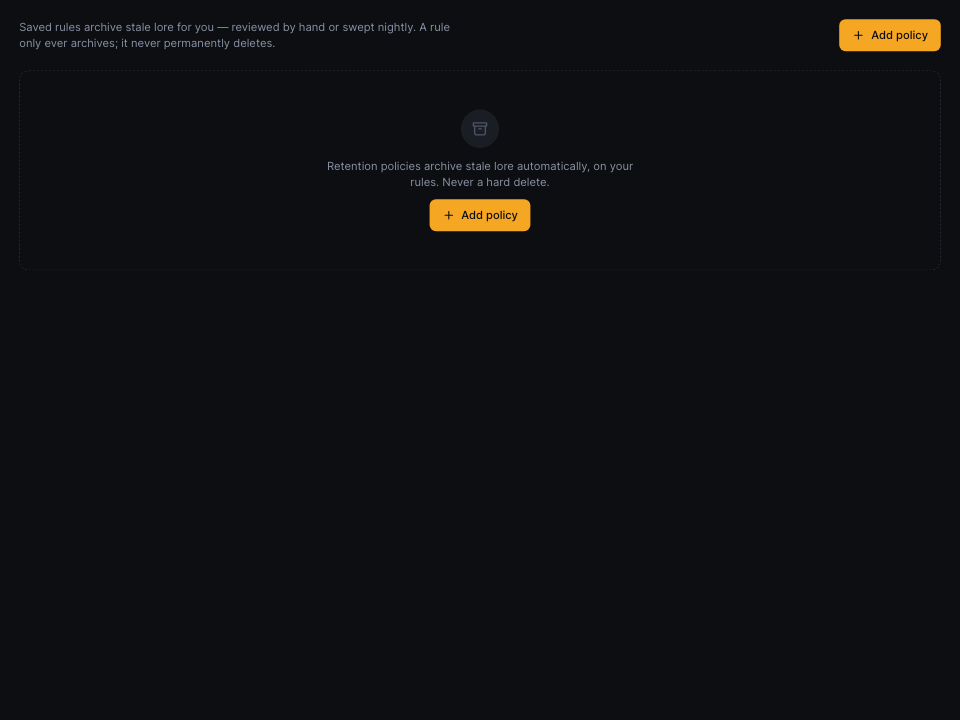 Saved rules archive stale lore for you — reviewed by hand or swept nightly. A rule
only ever archives; it never permanently deletes.
Add policy
Retention policies archive stale lore automatically, on your
rules. Never a hard delete.
Add policy